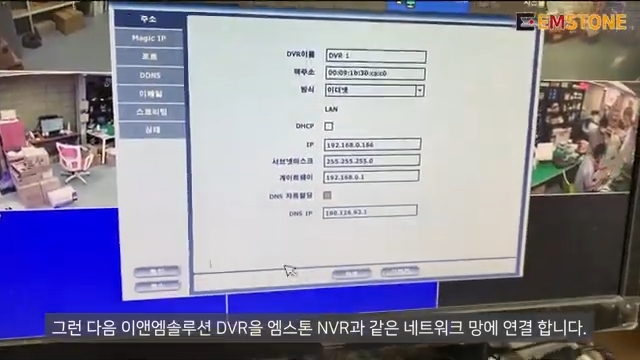 EMSTONE
주소
Magic IP
포트
DDNS
이메일
스트리밍
상태
DVR이름 DVR 1
맥주소
방식 이더넷
LAN
DHCP
IP 192.168.0.164
서브넷마스크 255.255.255.0
게이트웨이 192.168.0.1
DNS 자동할당
DNS IP
그런 다음 이앤엠솔루션 DVR을 엠스톤 NVR과 같은 네트워크 망에 연결 합니다.